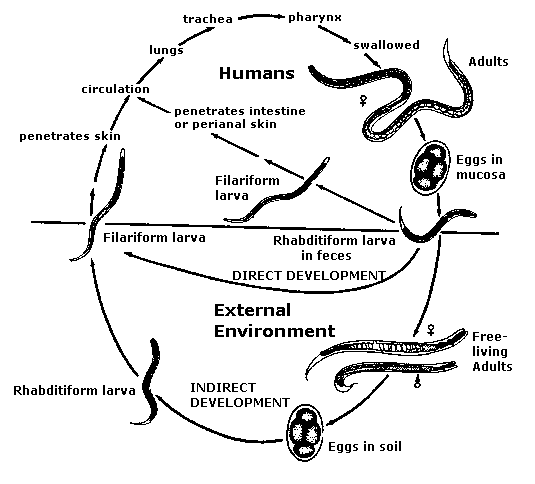 trachea
pharynx
lungs
swallowed
Humans
Adults
circulation
♀
penetrates intestine
or perianal skin
penetrates skin
Eggs in
mucosa
Filariform
larva
Filariform larva
Rhabditiform larva
in feces
DIRECT DEVELOPMENT
External
Environment
♀
Free-
living
Adults
♂
Rhabditiform larva
INDIRECT
DEVELOPMENT
Eggs in soil